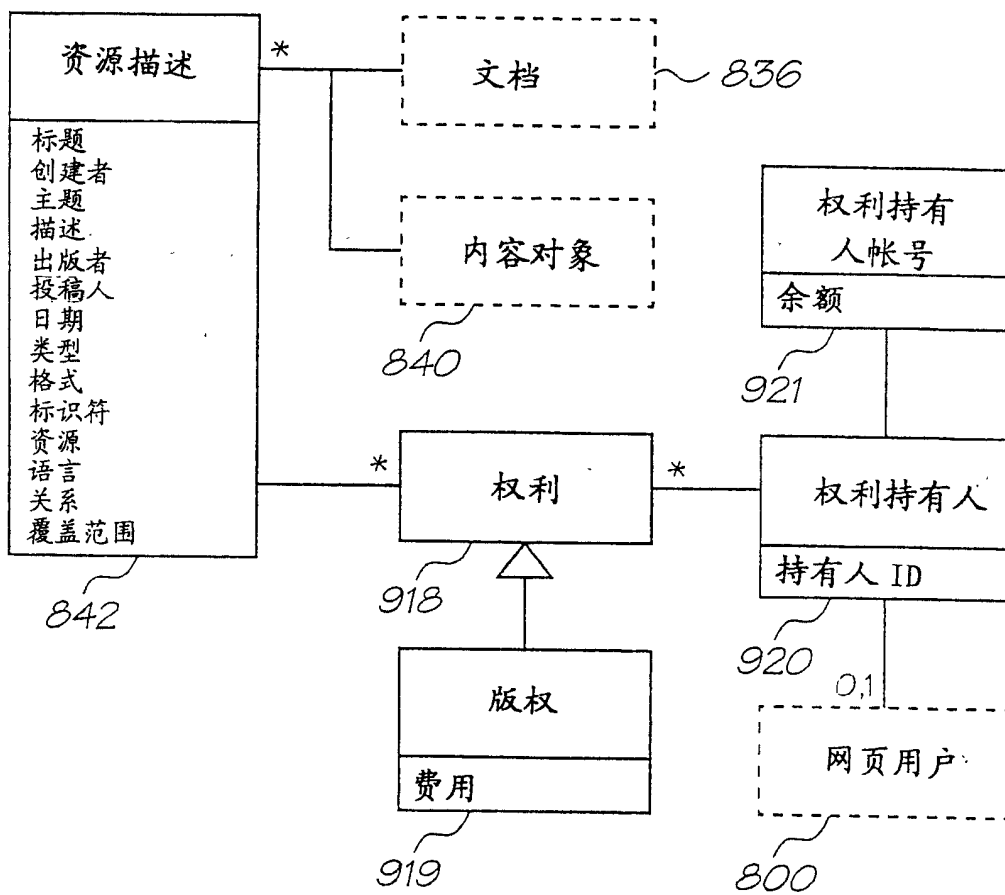 资源描述
*
标题
创建者
主题
描述
出版者
投稿人
日期
类型
格式
标识符
资源
语言
关系
覆盖范围
842
文档
836
内容对象
840
权利持有
人帐号
余额
921
*
权利
918
*
权利持有人
持有人 ID
920
版权
费用
919
0,1
网页用户
800